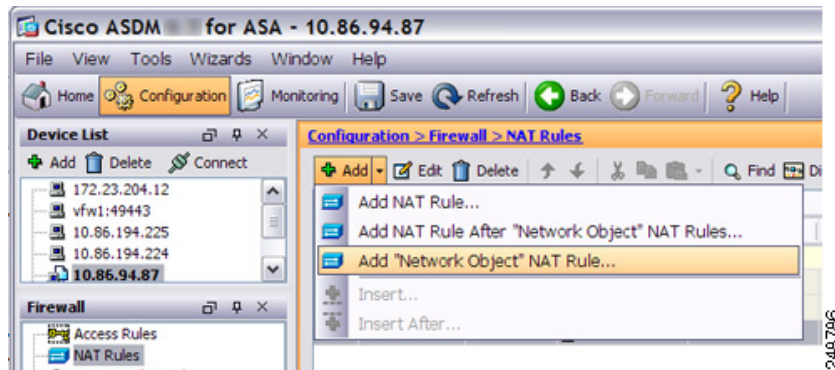 Cisco ASDM for ASA - 10.86.94.87
File View Tools Wizards Window Help
Home Configuration Monitoring Save Refresh Back Forward Help
Device List
Add Delete Connect
172.23.204.12
vfw1:49443
10.86.194.225
10.86.194.224
10.86.94.87
Firewall
Access Rules
NAT Rules
Configuration > Firewall > NAT Rules
Add Edit Delete Find Di
Add NAT Rule...
Add NAT Rule After "Network Object" NAT Rules...
Add "Network Object" NAT Rule...
Insert...
Insert After...
248796